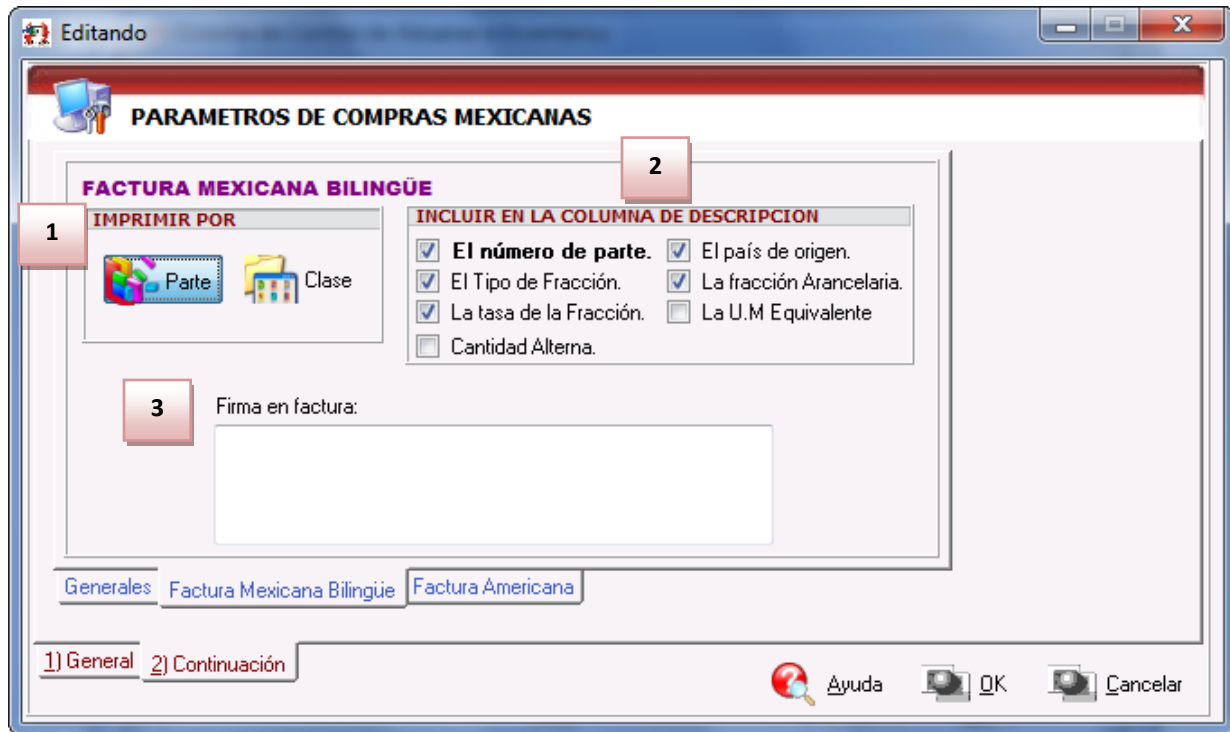 Editando
PARAMETROS DE COMPRAS MEXICANAS
2
FACTURA MEXICANA BILINGÜE
1
IMPRIMIR POR
Parte
Clase
INCLUIR EN LA COLUMNA DE DESCRIPCION
El número de parte.
El país de origen.
El Tipo de Fracción.
La fracción Arancelaria.
La tasa de la Fracción.
La U.M Equivalente
Cantidad Alterna.
3
Firma en factura:
Generales
Factura Mexicana Bilingüe
Factura Americana
1) General
2) Continuación
Ayuda
OK
Cancelar